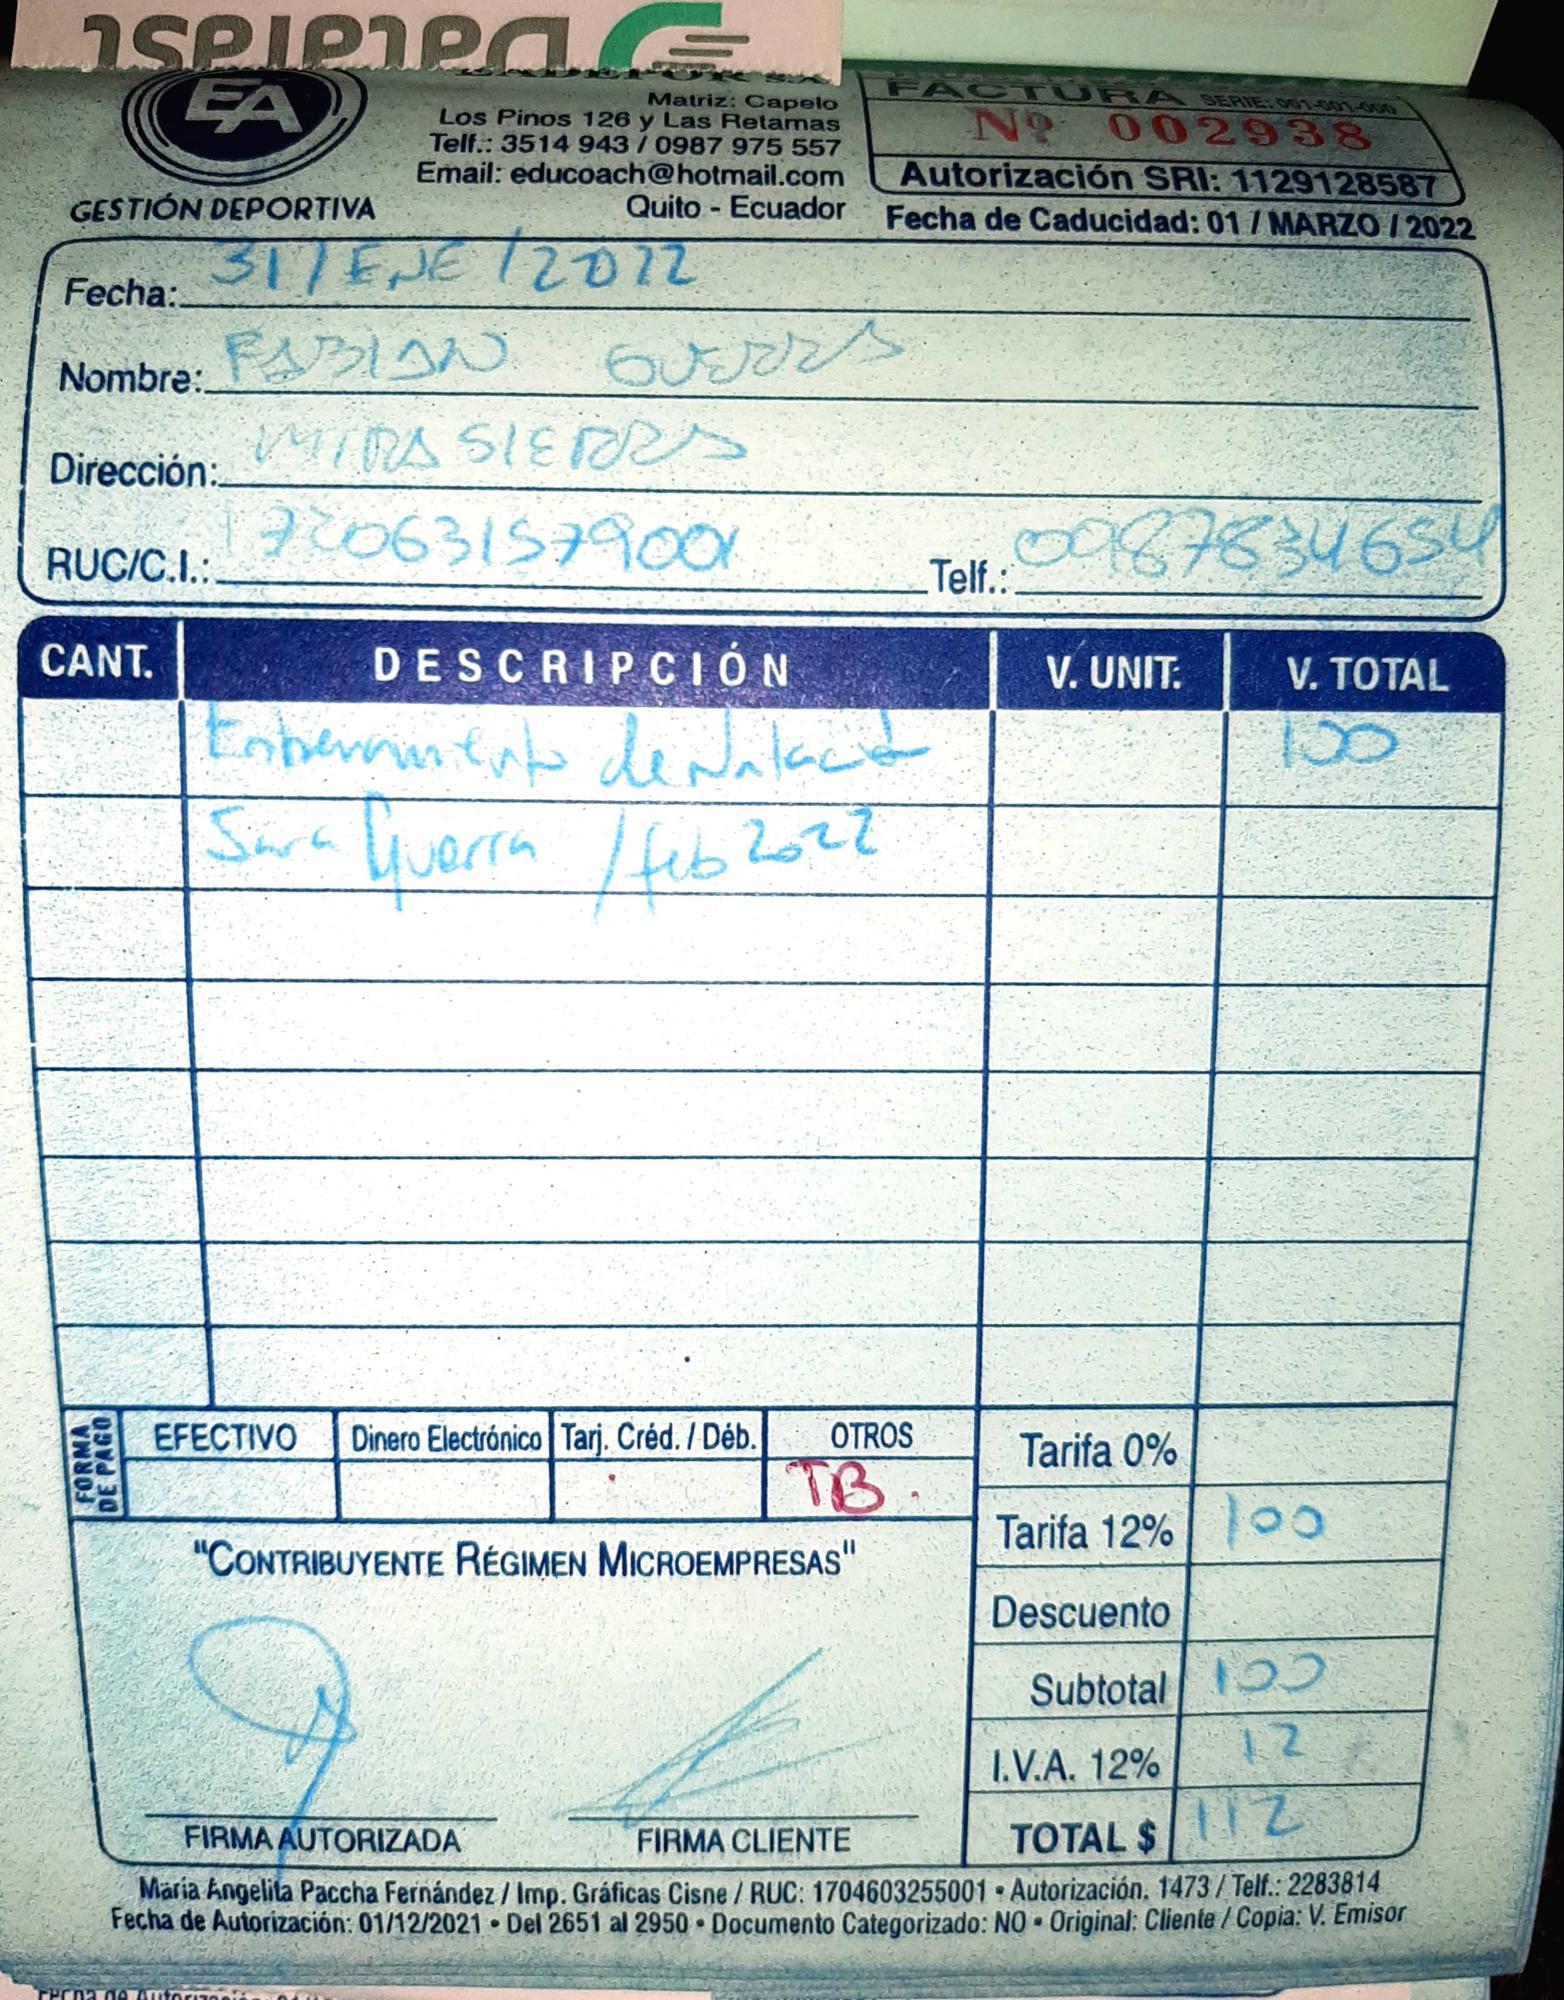 Datafast
EA
GESTIÓN DEPORTIVA
Matriz: Capelo
Los Pinos 126 y Las Retamas
Telf.: 3514 943 / 0987 975 557
Email: educoach@hotmail.com
Quito - Ecuador
FACTURA SERIE: 001-001-000
Nº 002938
Autorización SRI: 1129128587
Fecha de Caducidad: 01 / MARZO / 2022
Fecha: 31 / ENE / 2022
Nombre: FABIAN GUERRA
Dirección: MIRASIERRA
RUC/C.I.: 1720631579001 Telf.: 0987834654
CANT. DESCRIPCIÓN V. UNIT: V. TOTAL
Entrenamiento de Natación 100
Sara Guerra / feb 2022
FORMA DE PAGO
EFECTIVO Dinero Electrónico Tarj. Créd. / Déb. OTROS
TB.
Tarifa 0%
Tarifa 12% 100
Descuento
Subtotal 100
I.V.A. 12% 12
TOTAL $ 112
"CONTRIBUYENTE RÉGIMEN MICROEMPRESAS"
FIRMA AUTORIZADA FIRMA CLIENTE
María Angelita Paccha Fernández / Imp. Gráficas Cisne / RUC: 1704603255001 • Autorización. 1473 / Telf.: 2283814
Fecha de Autorización: 01/12/2021 • Del 2651 al 2950 • Documento Categorizado: NO • Original: Cliente / Copia: V. Emisor
Fecha de Autorización: